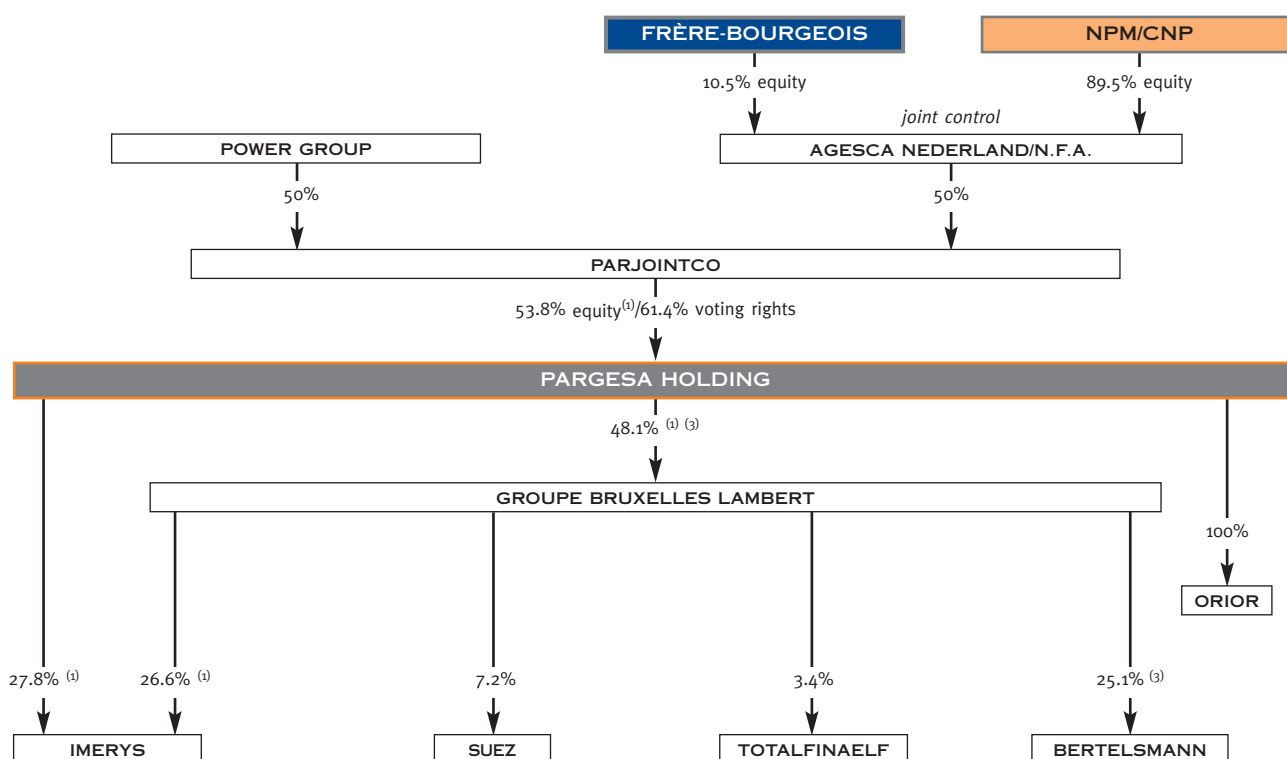 FRÈRE-BOURGEOIS
NPM/CNP
10.5% equity
89.5% equity
joint control
POWER GROUP
AGESCA NEDERLAND/N.F.A.
50%
50%
PARJOINTCO
53.8% equity(1)/61.4% voting rights
PARGESA HOLDING
48.1% (1) (3)
GROUPE BRUXELLES LAMBERT
100%
ORIOR
27.8% (1)
26.6% (1)
7.2%
3.4%
25.1% (3)
IMERYS
SUEZ
TOTALFINAELF
BERTELSMANN